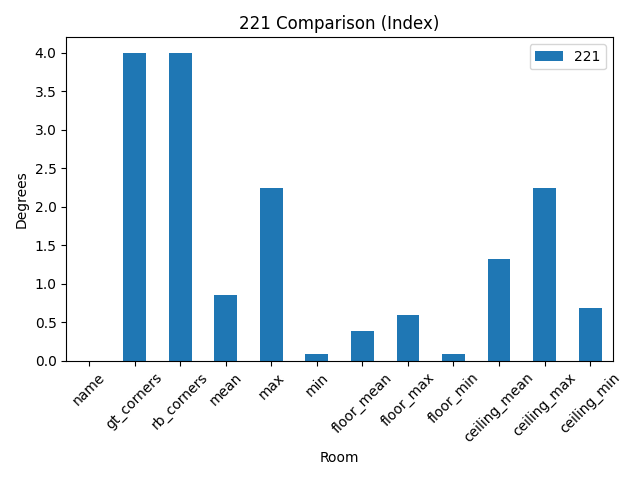 221 Comparison (Index)
221
Degrees
4.0
3.5
3.0
2.5
2.0
1.5
1.0
0.5
0.0
name
gt_corners
rb_corners
mean
max
min
floor_mean
floor_max
floor_min
ceiling_mean
ceiling_max
ceiling_min
Room